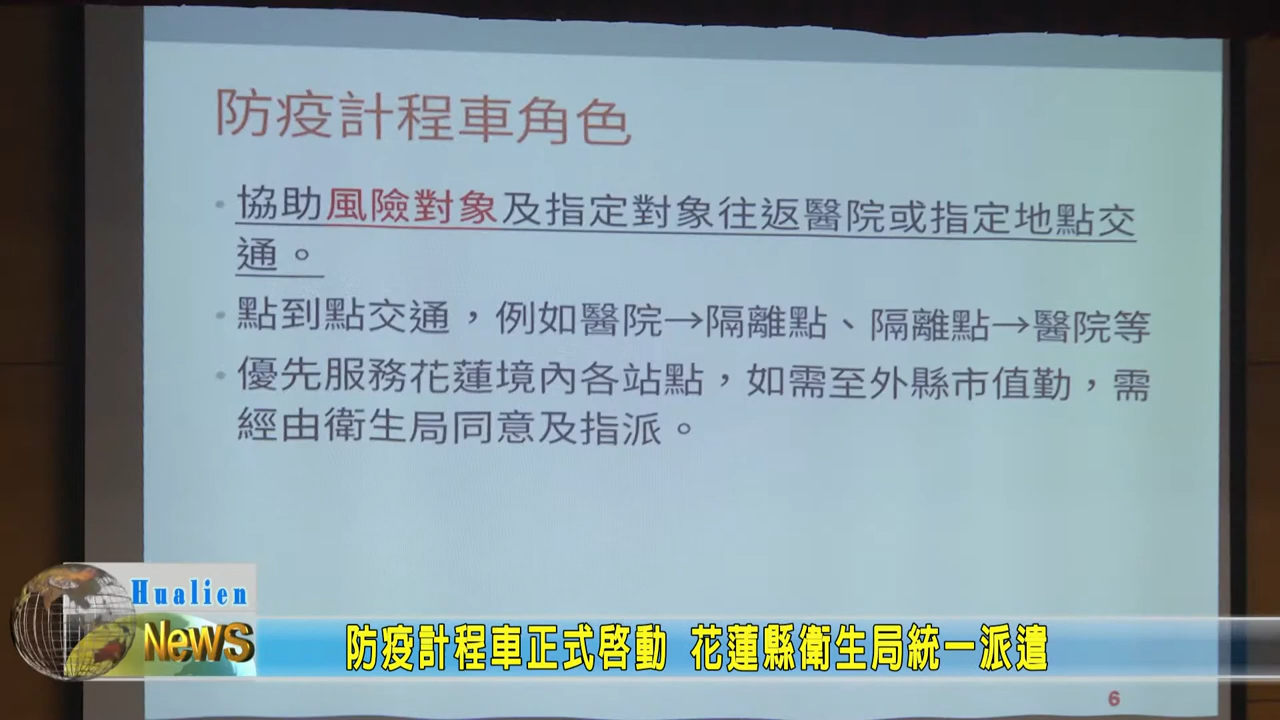 防疫計程車角色
• 協助風險對象及指定對象往返醫院或指定地點交
通。
• 點到點交通，例如醫院→隔離點、隔離點→醫院等
• 優先服務花蓮境內各站點，如需至外縣市值勤，需
經由衛生局同意及指派。
Hualien
News
防疫計程車正式啓動 花蓮縣衛生局統一派遣
6